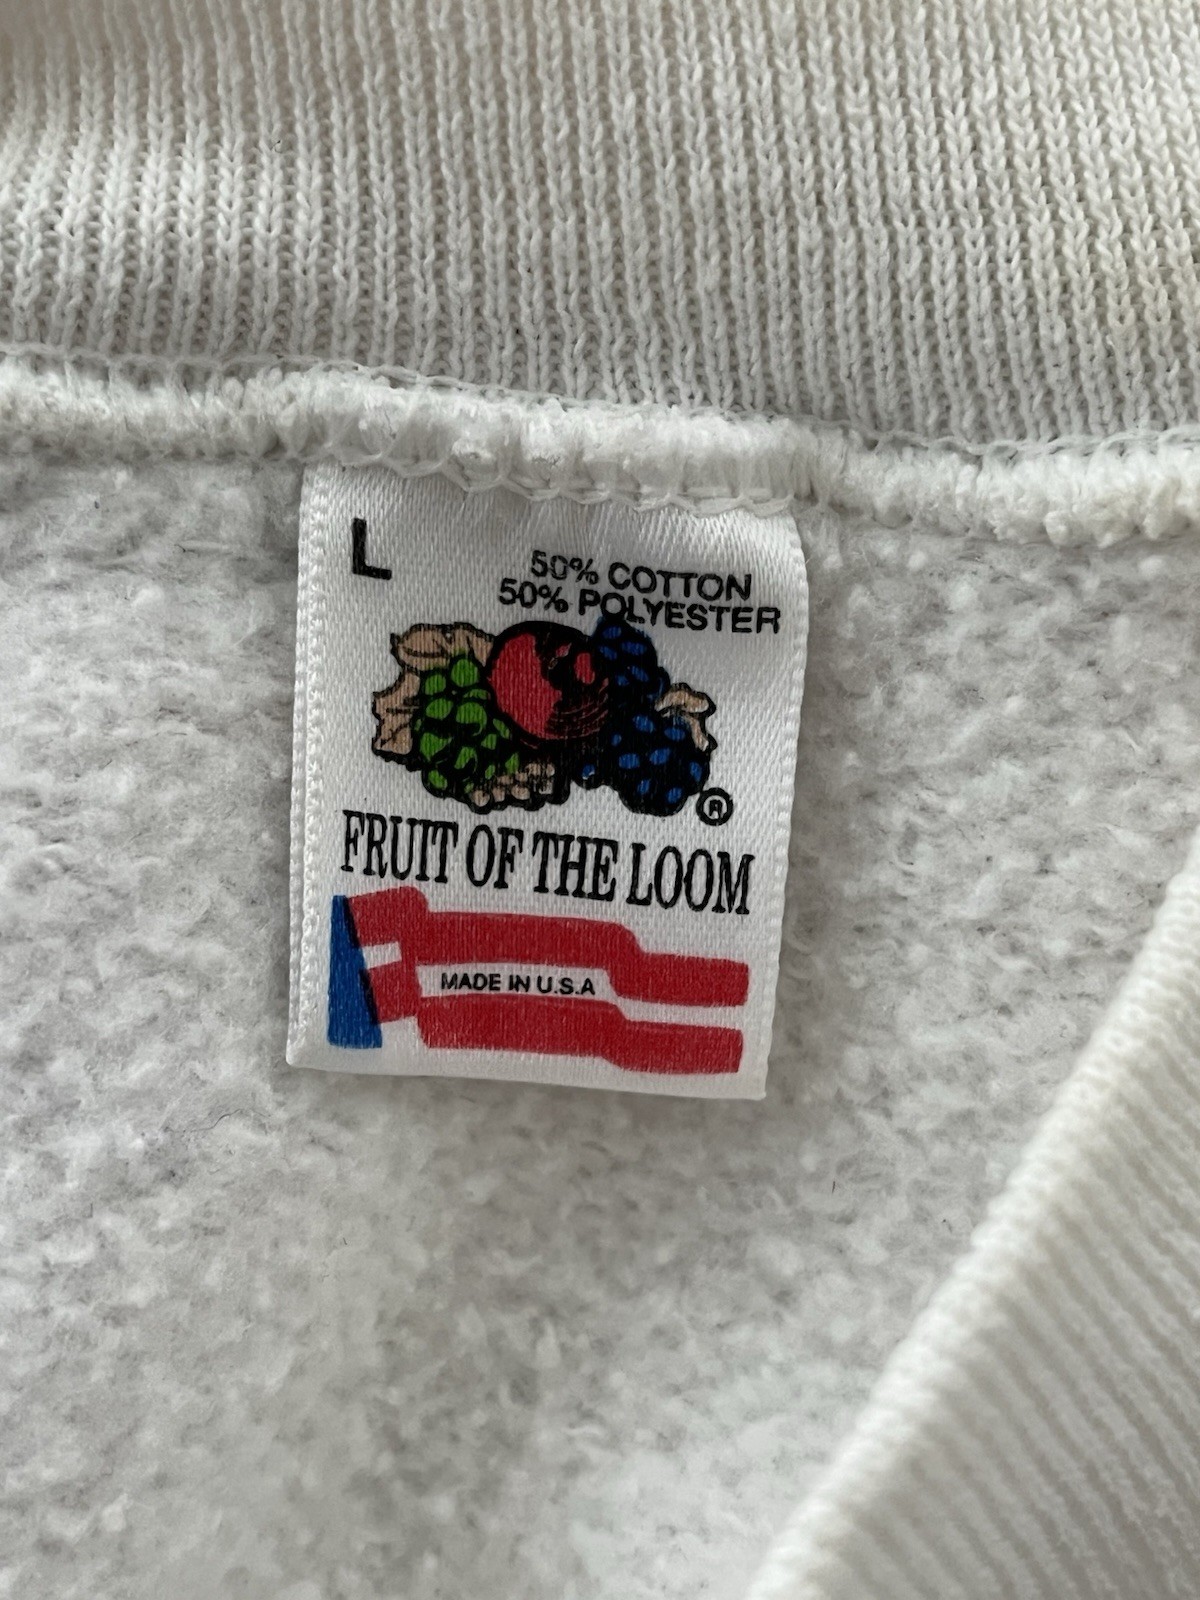 L
50% COTTON
50% POLYESTER
®
FRUIT OF THE LOOM
MADE IN U.S.A